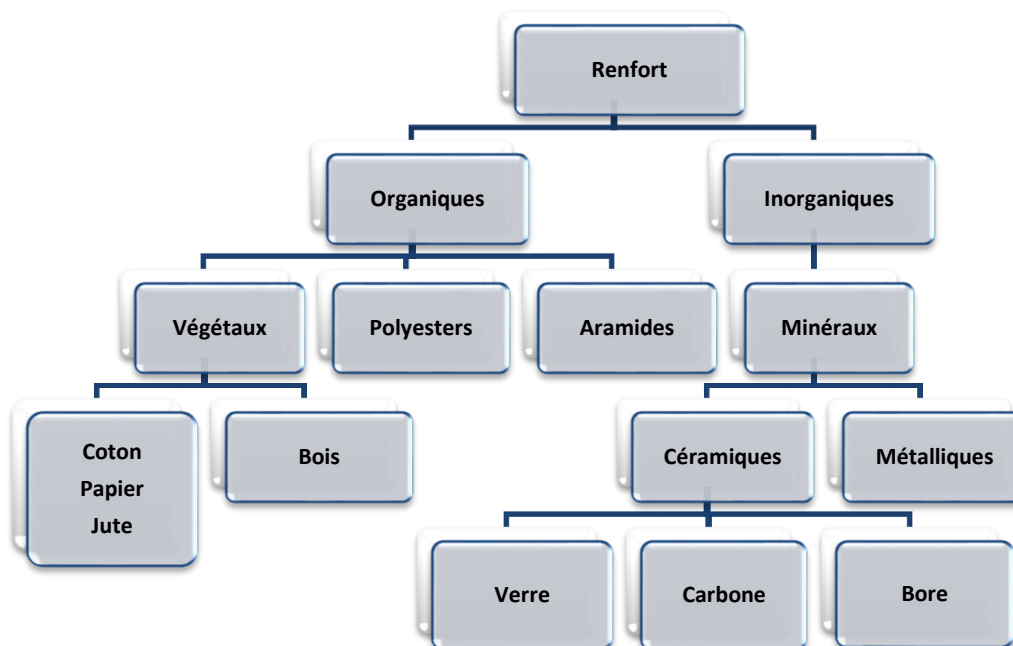 Renfort
Organiques
Inorganiques
Végétaux
Polyesters
Aramides
Minéraux
Coton
Papier
Jute
Bois
Céramiques
Métalliques
Verre
Carbone
Bore